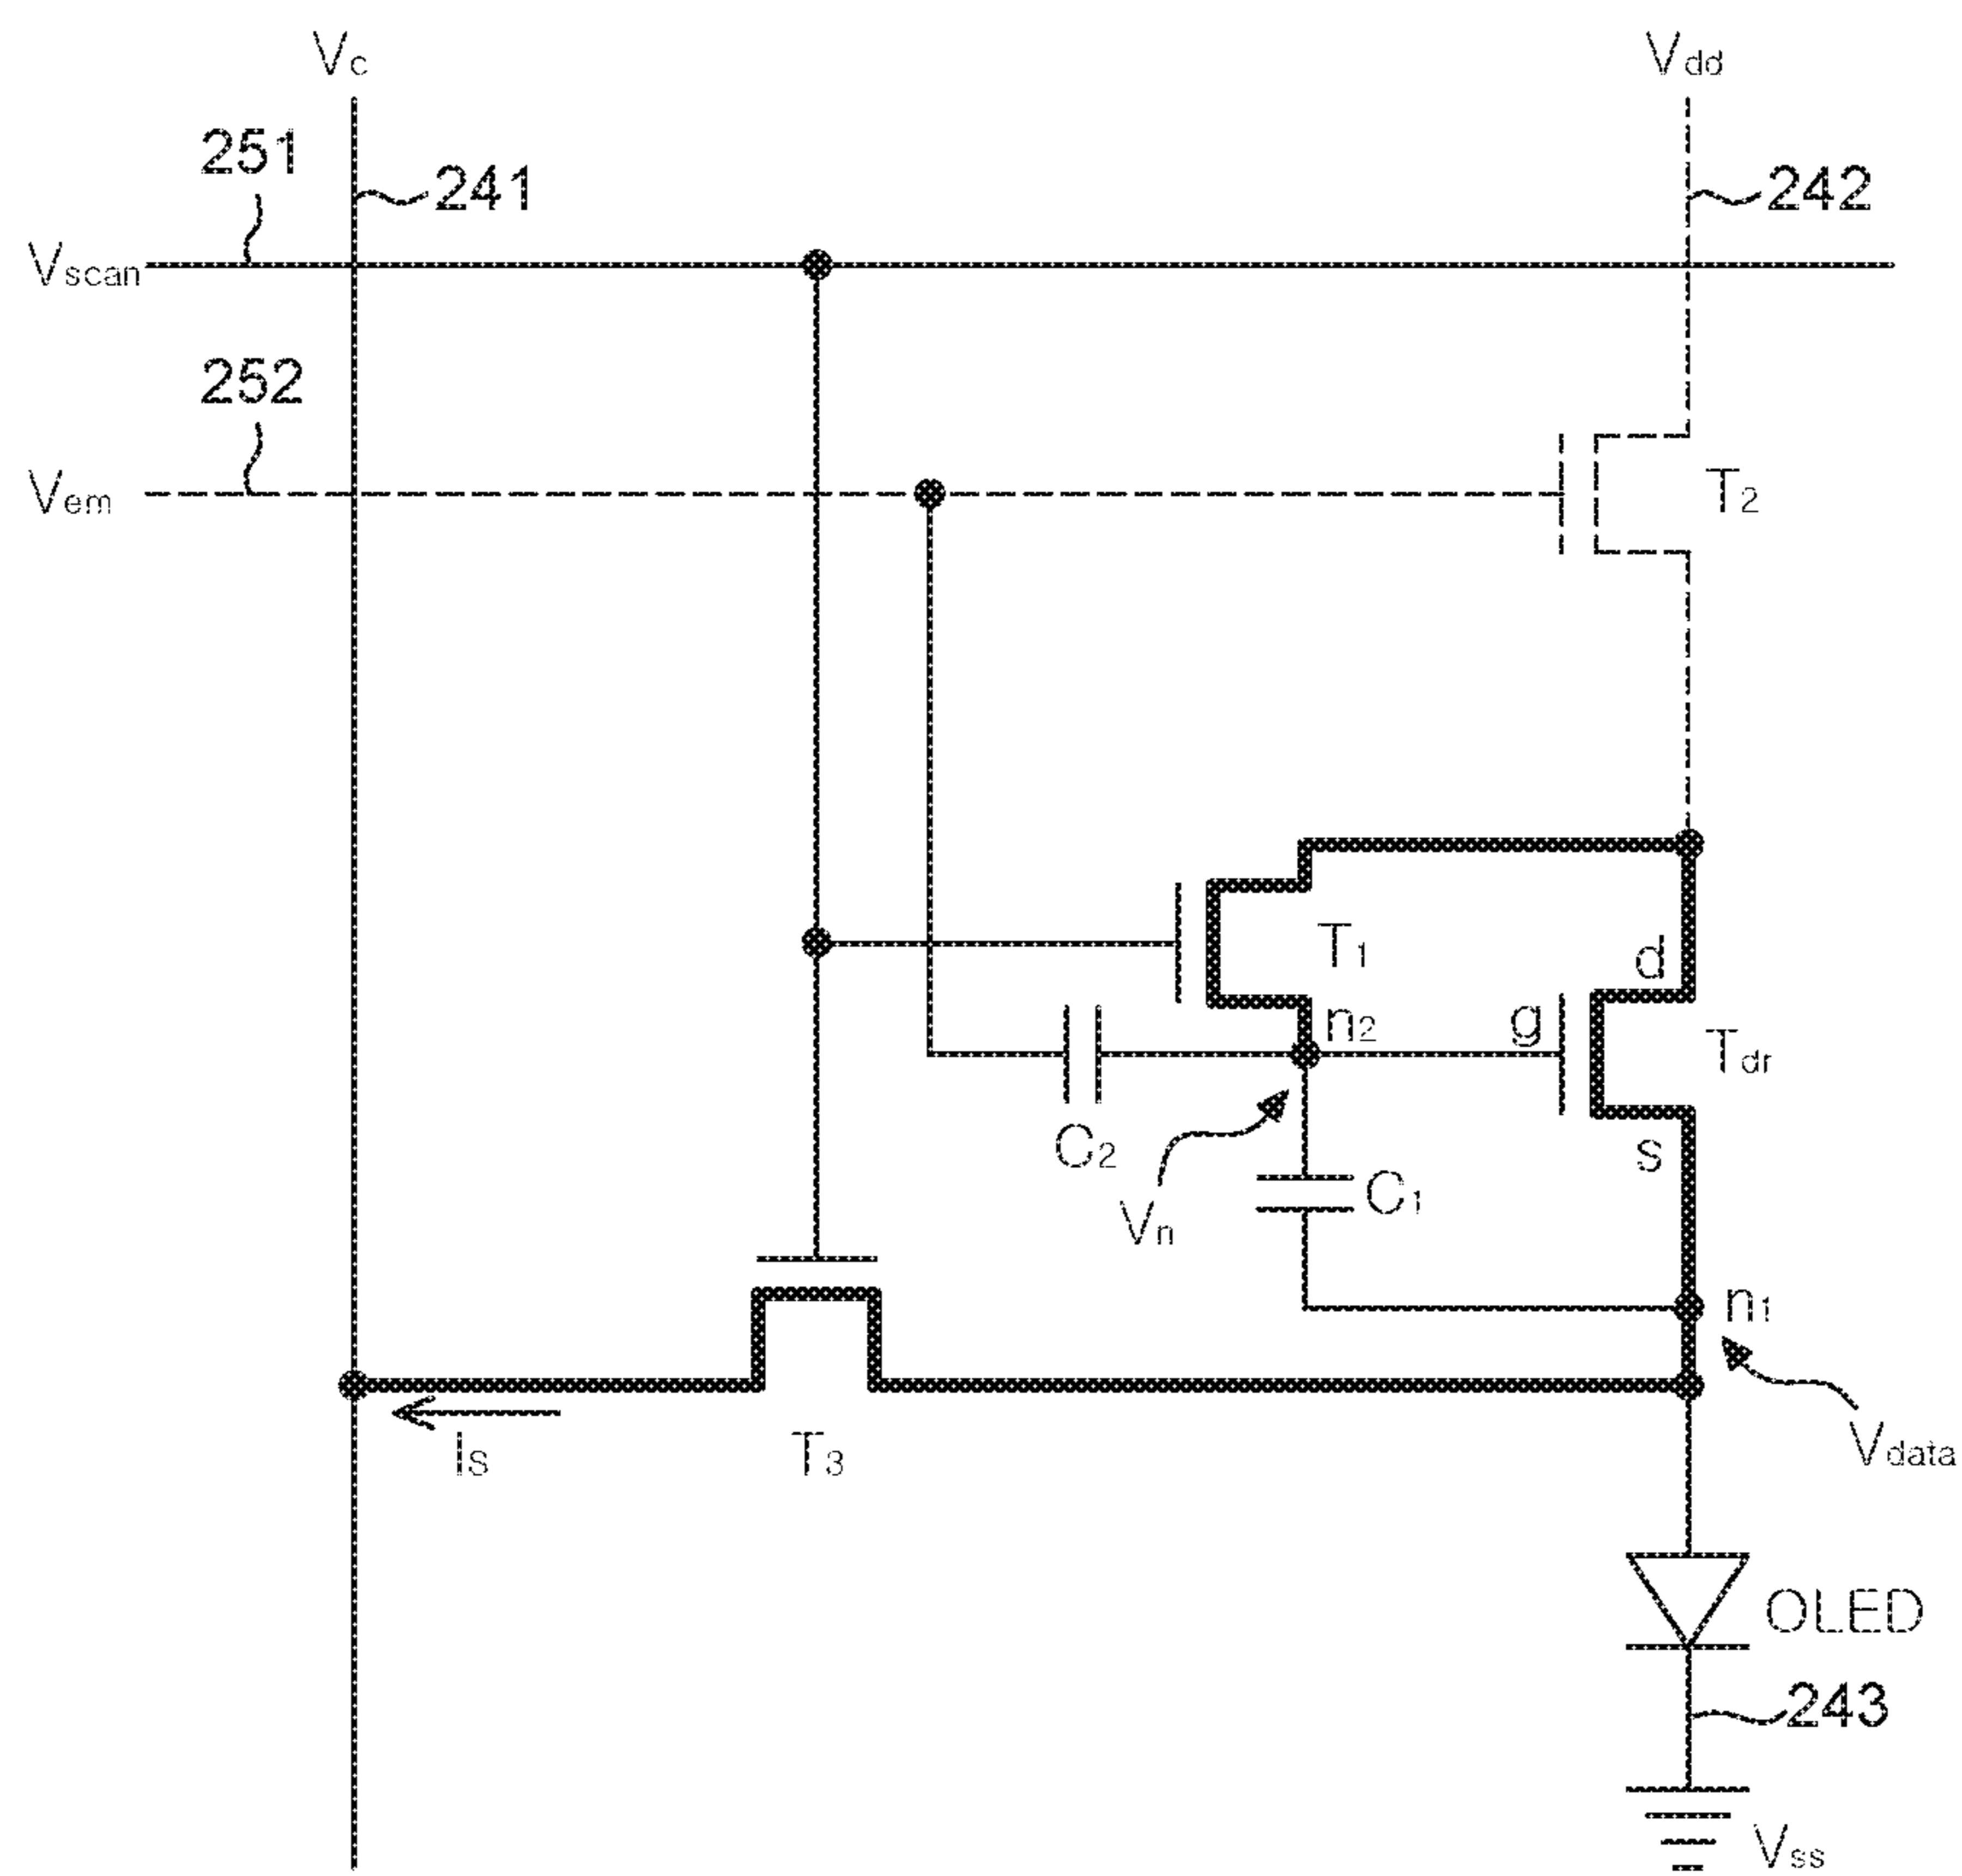 Vc
Vdd
251
241
242
Vscan
252
Vem
T2
T1
d
n2
g
Tdr
C2
s
C1
Vn
n1
Is
T3
Vdata
OLED
243
Vss